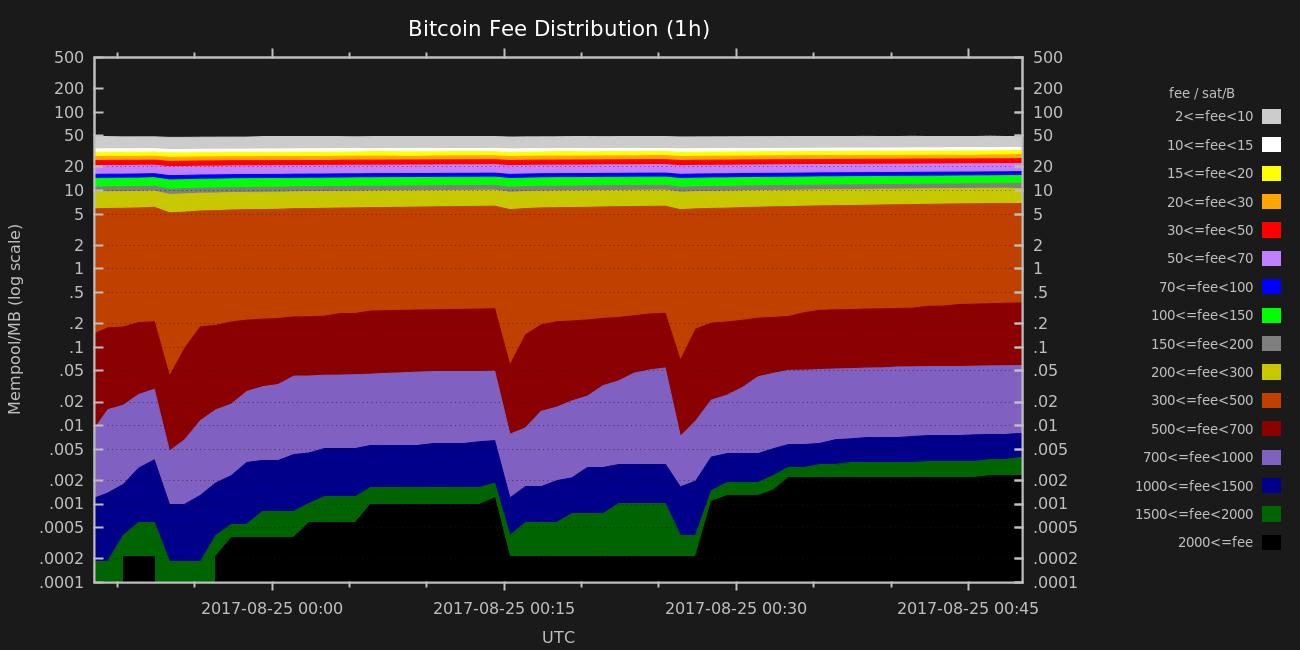 Bitcoin Fee Distribution (1h)
Mempool/MB (log scale)
500
200
100
50
20
10
5
2
1
.5
.2
.1
.05
.02
.01
.005
.002
.001
.0005
.0002
.0001
500
200
100
50
20
10
5
2
1
.5
.2
.1
.05
.02
.01
.005
.002
.001
.0005
.0002
.0001
2017-08-25 00:00
2017-08-25 00:15
2017-08-25 00:30
2017-08-25 00:45
UTC
fee / sat/B
2<=fee<10
10<=fee<15
15<=fee<20
20<=fee<30
30<=fee<50
50<=fee<70
70<=fee<100
100<=fee<150
150<=fee<200
200<=fee<300
300<=fee<500
500<=fee<700
700<=fee<1000
1000<=fee<1500
1500<=fee<2000
2000<=fee